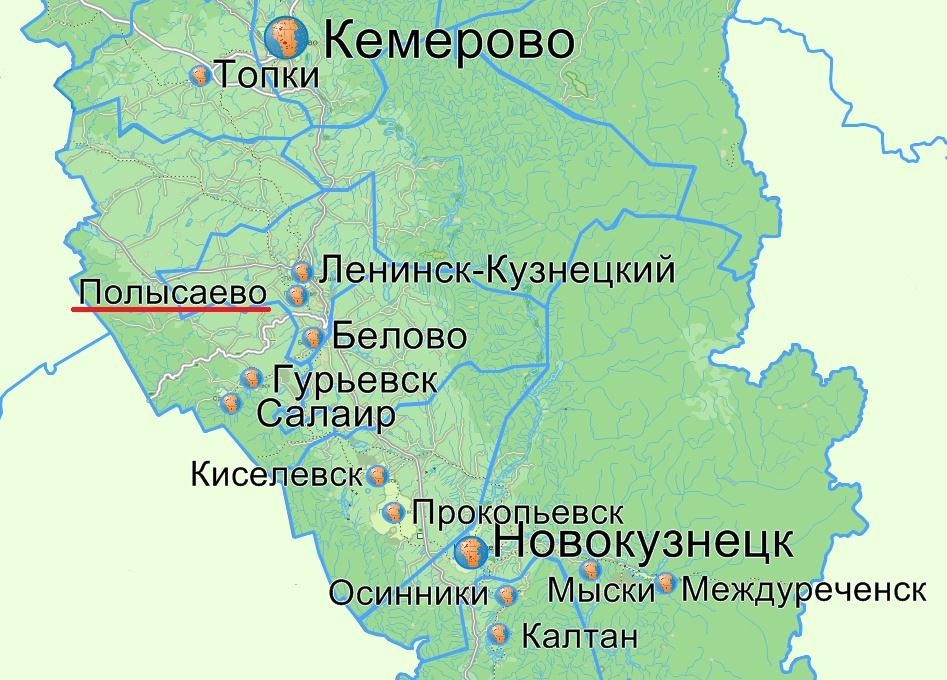 Кемерово
Топки
Ленинск-Кузнецкий
Полысаево
Белово
Гурьевск
Салаир
Киселевск
Прокопьевск
Новокузнецк
Осинники
Мыски
Междуреченск
Калтан